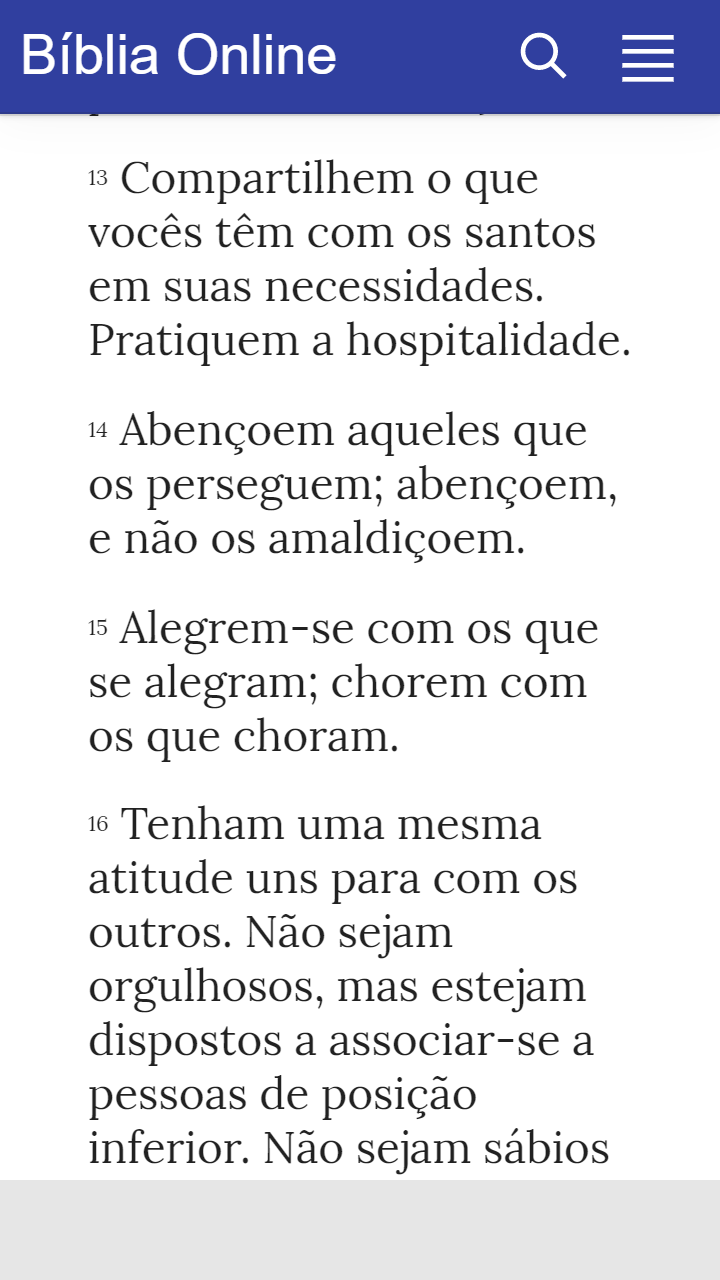 Bíblia Online
13 Compartilhem o que
vocês têm com os santos
em suas necessidades.
Pratiquem a hospitalidade.
14 Abençoem aqueles que
os perseguem; abençoem,
e não os amaldiçoem.
15 Alegrem-se com os que
se alegram; chorem com
os que choram.
16 Tenham uma mesma
atitude uns para com os
outros. Não sejam
orgulhosos, mas estejam
dispostos a associar-se a
pessoas de posição
inferior. Não sejam sábios